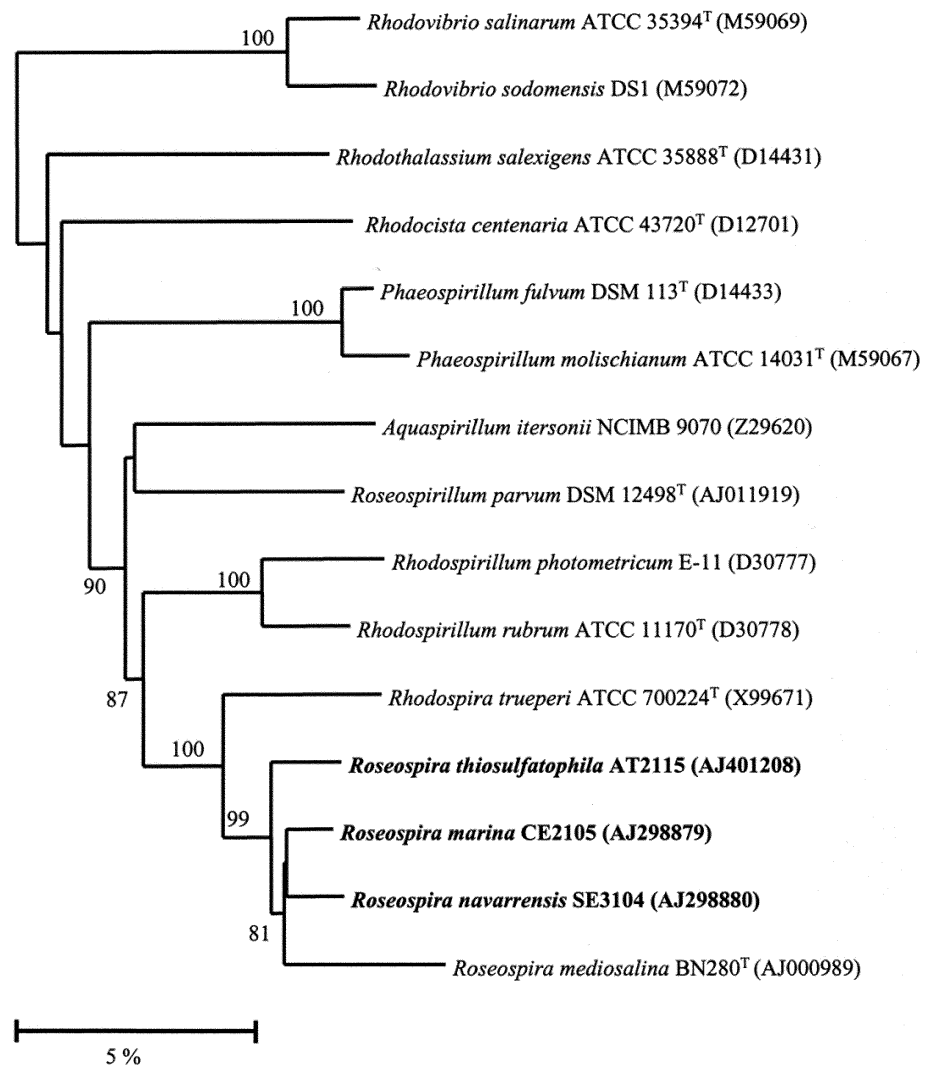 Rhodovibrio salinarum ATCC 35394T (M59069)
100
Rhodovibrio sodomensis DS1 (M59072)
Rhodothalassium salexigens ATCC 35888T (D14431)
Rhodocista centenaria ATCC 43720T (D12701)
Phaeospirillum fulvum DSM 113T (D14433)
100
Phaeospirillum molischianum ATCC 14031T (M59067)
Aquaspirillum itersonii NCIMB 9070 (Z29620)
Roseospirillum parvum DSM 12498T (AJ011919)
Rhodospirillum photometricum E-11 (D30777)
100
90
Rhodospirillum rubrum ATCC 11170T (D30778)
87
Rhodospira trueperi ATCC 700224T (X99671)
100
Roseospira thiosulfatophila AT2115 (AJ401208)
99
Roseospira marina CE2105 (AJ298879)
Roseospira navarrensis SE3104 (AJ298880)
81
Roseospira mediosalina BN280T (AJ000989)
5 %